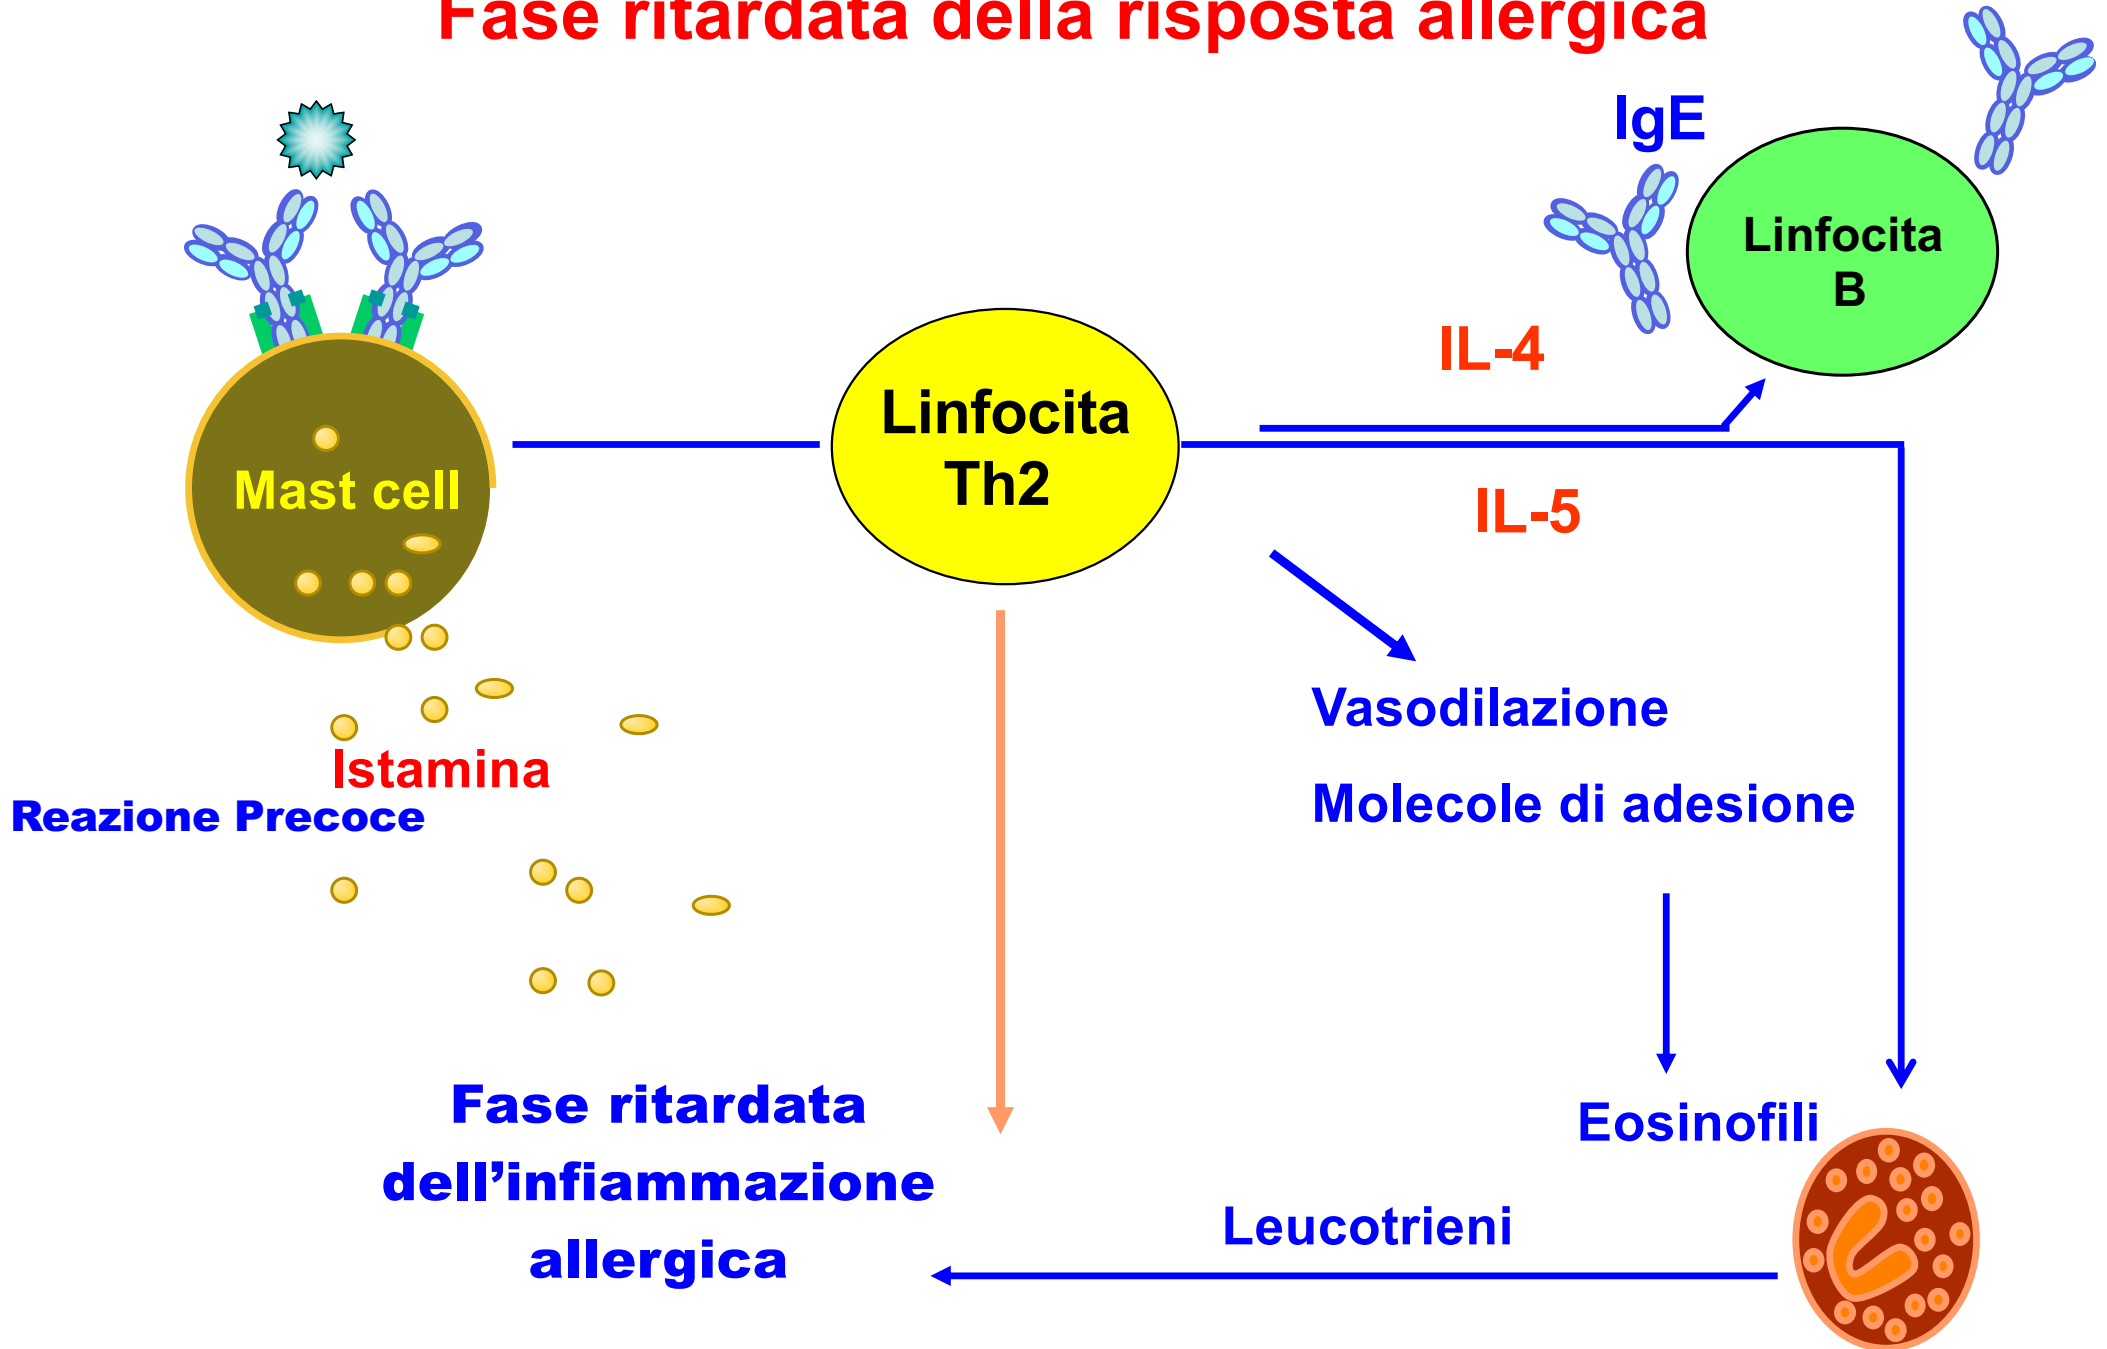 Fase ritardata della risposta allergica
IgE
Linfocita
B
IL-4
Linfocita
Th2
Mast cell
IL-5
Vasodilazione
Istamina
Molecole di adesione
Reazione Precoce
Fase ritardata
dell’infiammazione
allergica
Eosinofili
Leucotrieni